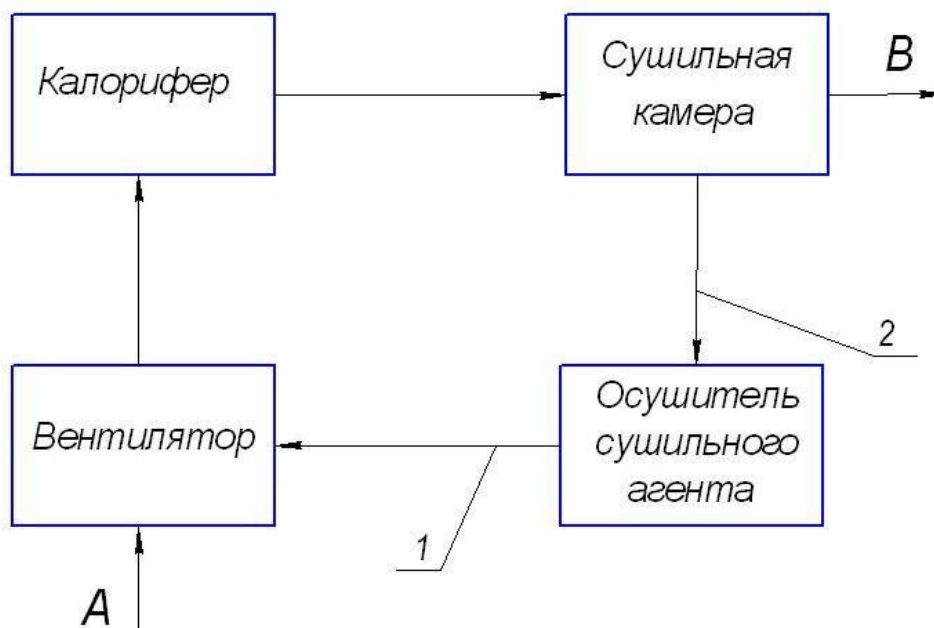 Калорифер
Сушильная
камера
B
2
Вентилятор
Осушитель
сушильного
агента
1
A